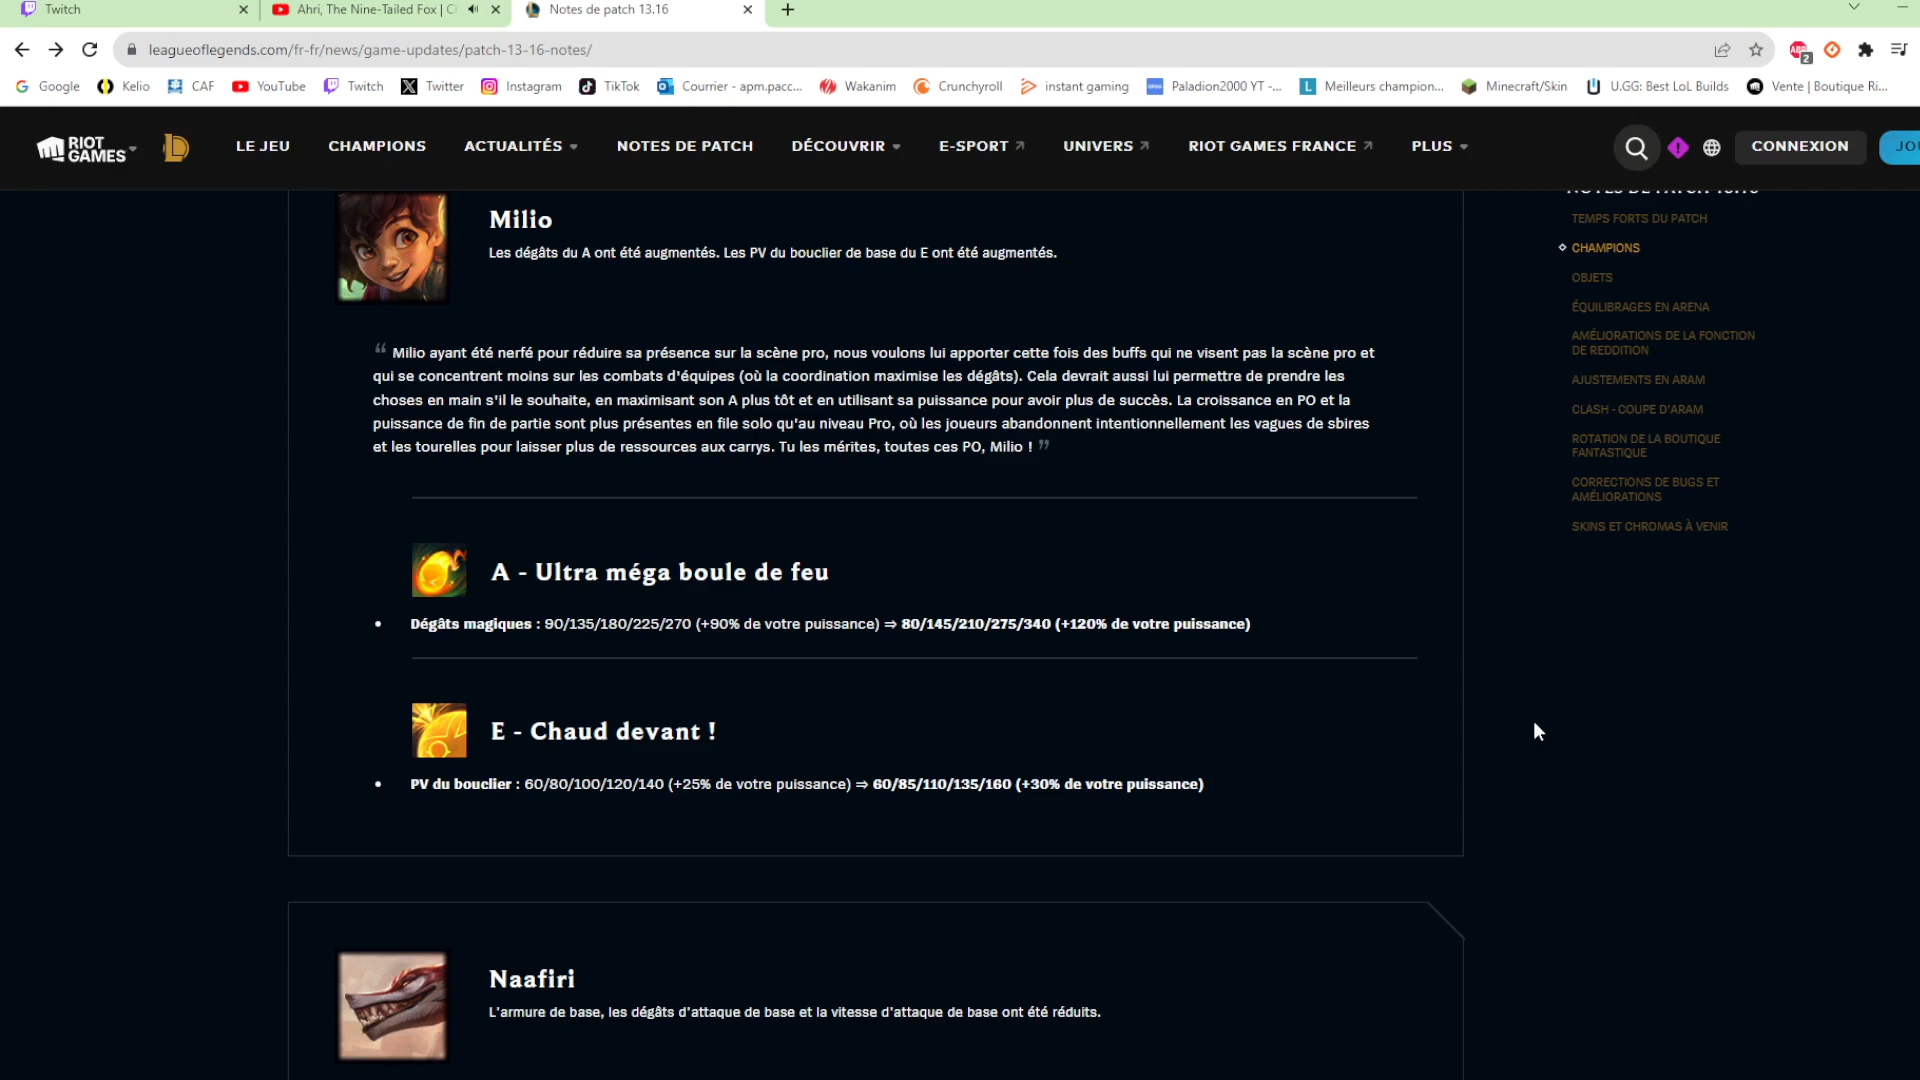 Twitch
Ahri, The Nine-Tailed Fox | C
Notes de patch 13.16
leagueoflegends.com/fr-fr/news/game-updates/patch-13-16-notes/
ABP
2
Google
Kelio
CAF
YouTube
Twitch
Twitter
Instagram
TikTok
Courrier - apm.pacc...
Wakanim
Crunchyroll
instant gaming
Paladion2000 YT -...
Meilleurs champion...
Minecraft/Skin
U.GG: Best LoL Builds
Vente | Boutique Ri...
RIOT GAMES
LE JEU
CHAMPIONS
ACTUALITÉS
NOTES DE PATCH
DÉCOUVRIR
E-SPORT
UNIVERS
RIOT GAMES FRANCE
PLUS
CONNEXION
JOU
Milio
Les dégâts du A ont été augmentés. Les PV du bouclier de base du E ont été augmentés.
“ Milio ayant été nerfé pour réduire sa présence sur la scène pro, nous voulons lui apporter cette fois des buffs qui ne visent pas la scène pro et
qui se concentrent moins sur les combats d'équipes (où la coordination maximise les dégâts). Cela devrait aussi lui permettre de prendre les
choses en main s'il le souhaite, en maximisant son A plus tôt et en utilisant sa puissance pour avoir plus de succès. La croissance en PO et la
puissance de fin de partie sont plus présentes en file solo qu'au niveau Pro, où les joueurs abandonnent intentionnellement les vagues de sbires
et les tourelles pour laisser plus de ressources aux carrys. Tu les mérites, toutes ces PO, Milio ! ”
A - Ultra méga boule de feu
• Dégâts magiques : 90/135/180/225/270 (+90% de votre puissance) ⇒ 80/145/210/275/340 (+120% de votre puissance)
E - Chaud devant !
• PV du bouclier : 60/80/100/120/140 (+25% de votre puissance) ⇒ 60/85/110/135/160 (+30% de votre puissance)
Naafiri
L'armure de base, les dégâts d'attaque de base et la vitesse d'attaque de base ont été réduits.
NOTES DE PATCH 13.16
TEMPS FORTS DU PATCH
CHAMPIONS
OBJETS
ÉQUILIBRAGES EN ARENA
AMÉLIORATIONS DE LA FONCTION
DE REDDITION
AJUSTEMENTS EN ARAM
CLASH - COUPE D'ARAM
ROTATION DE LA BOUTIQUE
FANTASTIQUE
CORRECTIONS DE BUGS ET
AMÉLIORATIONS
SKINS ET CHROMAS À VENIR